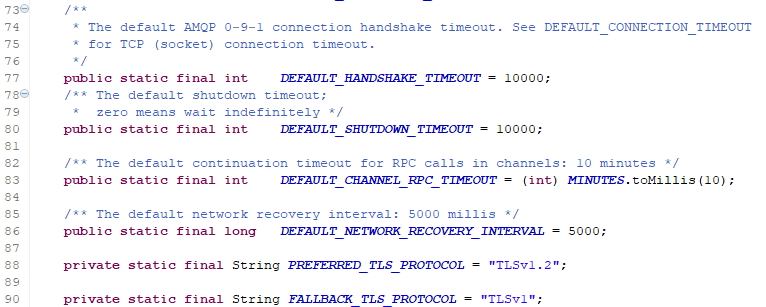 73 /**
74 * The default AMQP 0-9-1 connection handshake timeout. See DEFAULT_CONNECTION_TIMEOUT
75 * for TCP (socket) connection timeout.
76 */
77 public static final int    DEFAULT_HANDSHAKE_TIMEOUT = 10000;
78 /** The default shutdown timeout;
79 *  zero means wait indefinitely */
80 public static final int    DEFAULT_SHUTDOWN_TIMEOUT = 10000;
81
82 /** The default continuation timeout for RPC calls in channels: 10 minutes */
83 public static final int    DEFAULT_CHANNEL_RPC_TIMEOUT = (int) MINUTES.toMillis(10);
84
85 /** The default network recovery interval: 5000 millis */
86 public static final long   DEFAULT_NETWORK_RECOVERY_INTERVAL = 5000;
87
88 private static final String PREFERRED_TLS_PROTOCOL = "TLSv1.2";
89
90 private static final String FALLBACK_TLS_PROTOCOL = "TLSv1";